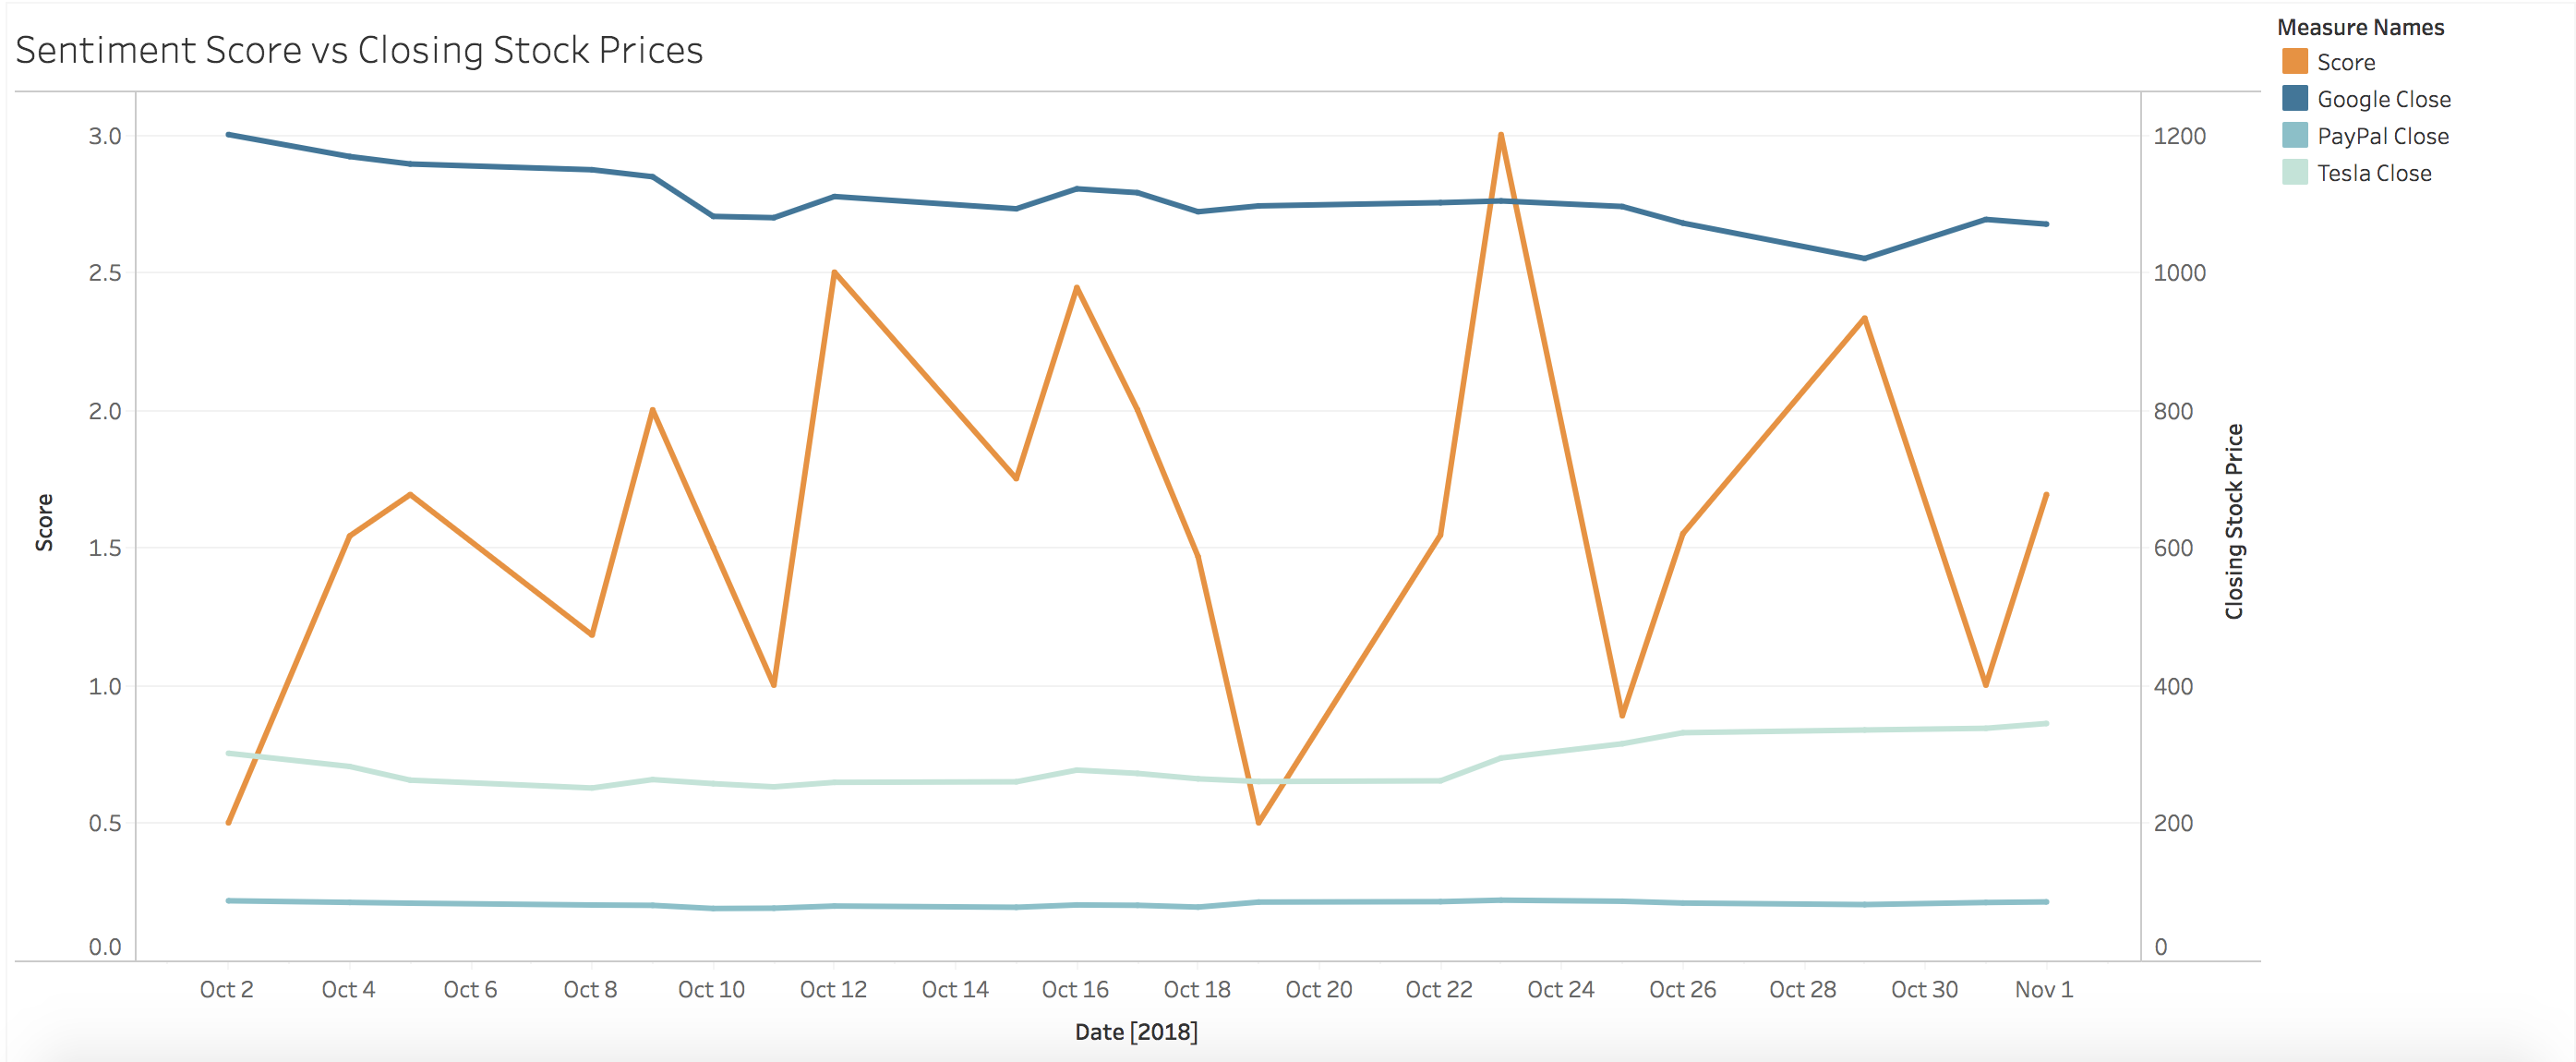 Sentiment Score vs Closing Stock Prices
Measure Names
Score
Google Close
PayPal Close
Tesla Close
3.0
2.5
2.0
1.5
1.0
0.5
0.0
Score
1200
1000
800
600
400
200
0
Closing Stock Price
Oct 2 Oct 4 Oct 6 Oct 8 Oct 10 Oct 12 Oct 14 Oct 16 Oct 18 Oct 20 Oct 22 Oct 24 Oct 26 Oct 28 Oct 30 Nov 1
Date [2018]